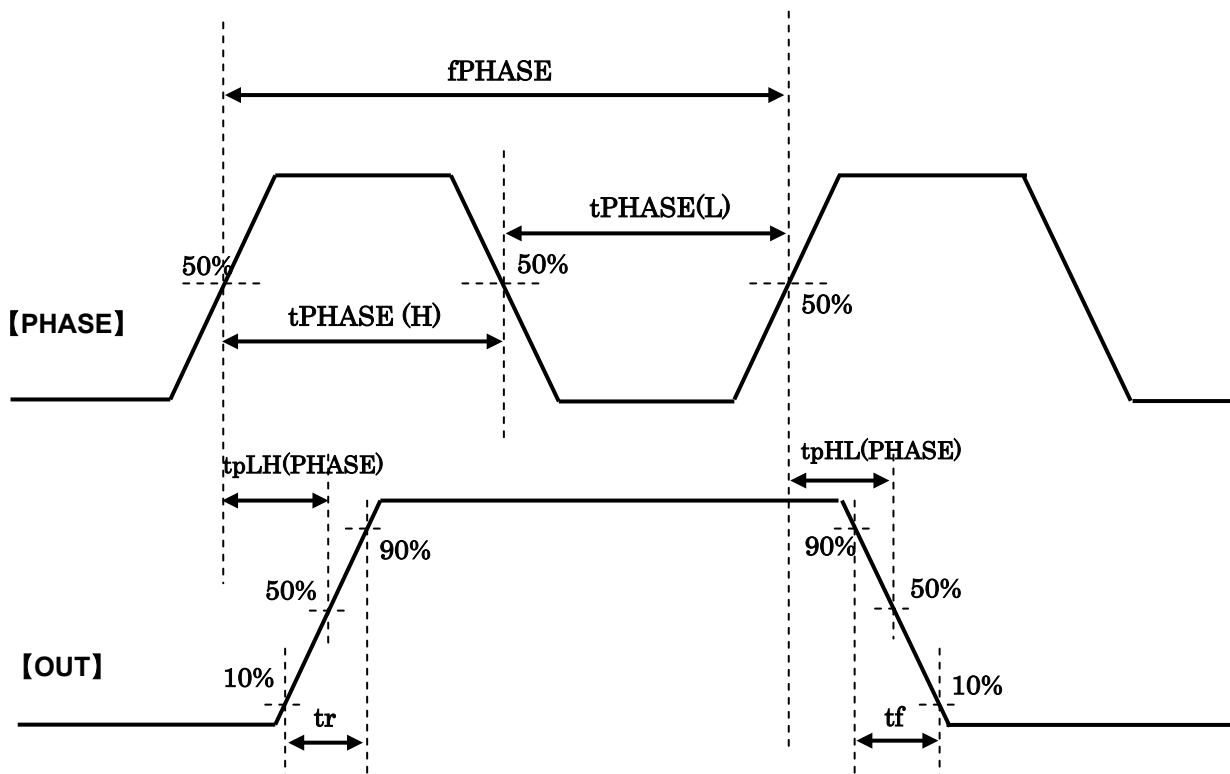 fPHASE
tPHASE(L)
50%
50%
50%
tPHASE (H)
【PHASE】
tpLH(PHASE)
tpHL(PHASE)
90%
90%
50%
50%
【OUT】
10%
10%
tr
tf